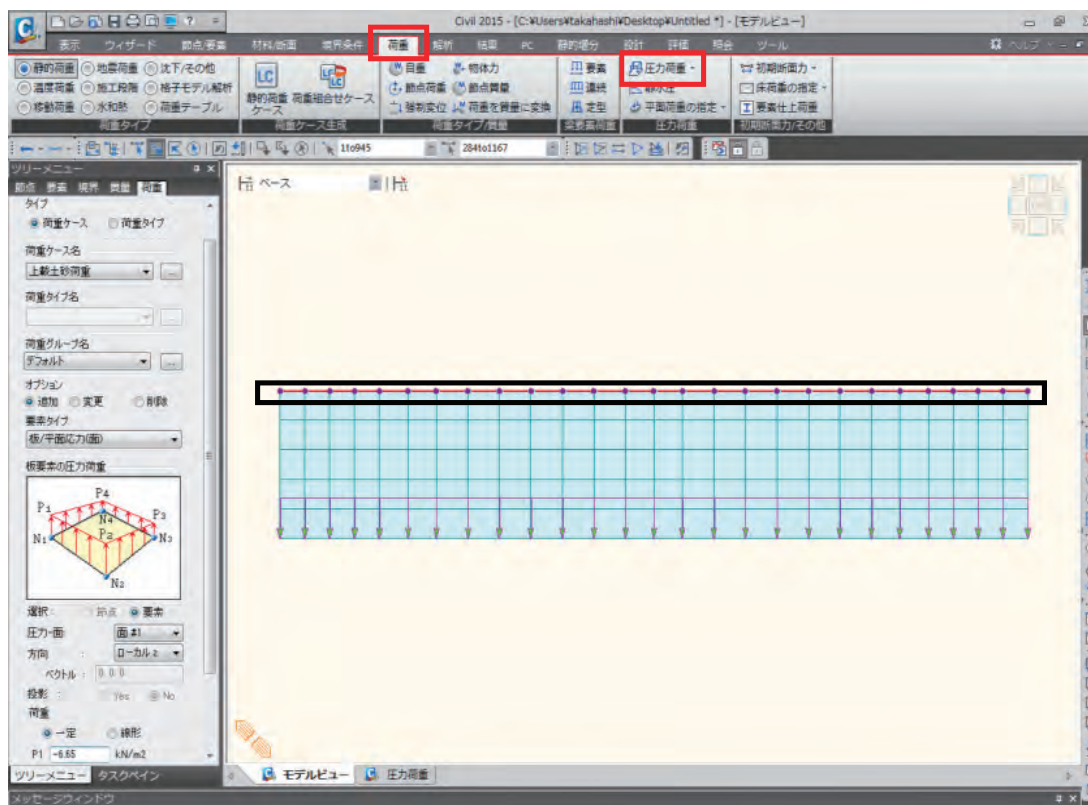 Civil 2015 - [C:¥Users¥takahashi¥Desktop¥Untitled *] - [モデルビュー]
表示 ウィザード 節点/要素 材料/断面 境界条件 荷重 解析 結果 PC 静的増分 設計 評価 照会 ツール ヘルプ
静的荷重 地震荷重 沈下/その他
温度荷重 施工段階 格子モデル解析
移動荷重 水和熱 荷重テーブル
荷重タイプ
静的荷重ケース 荷重組合せケース
荷重ケース生成
自重 物体力
節点荷重 節点質量
強制変位 荷重を質量に変換
荷重タイプ/質量
要素
連続
定型
梁要素荷重
圧力荷重
静水圧
平面荷重の指定
圧力荷重
初期断面力
床荷重の指定
要素仕上荷重
初期断面力/その他
1to945 284to1167
ツリーメニュー
節点 要素 境界 質量 荷重
ベース
タイプ
荷重ケース 荷重タイプ
荷重ケース名
上載土砂荷重 ...
荷重タイプ名
...
荷重グループ名
デフォルト ...
オプション
追加 変更 削除
要素タイプ
板/平面応力(面)
板要素の圧力荷重
P4
P1 N4 P3
N1 P2 N3
N2
選択 : 節点 要素
圧力-面 面 #1
方向 : ローカル z
ベクトル : 0, 0, 0
投影 : Yes No
荷重
一定 線形
P1 -6.65 kN/m2
ツリーメニュー タスクペイン
モデルビュー 圧力荷重
メッセージウィンドウ